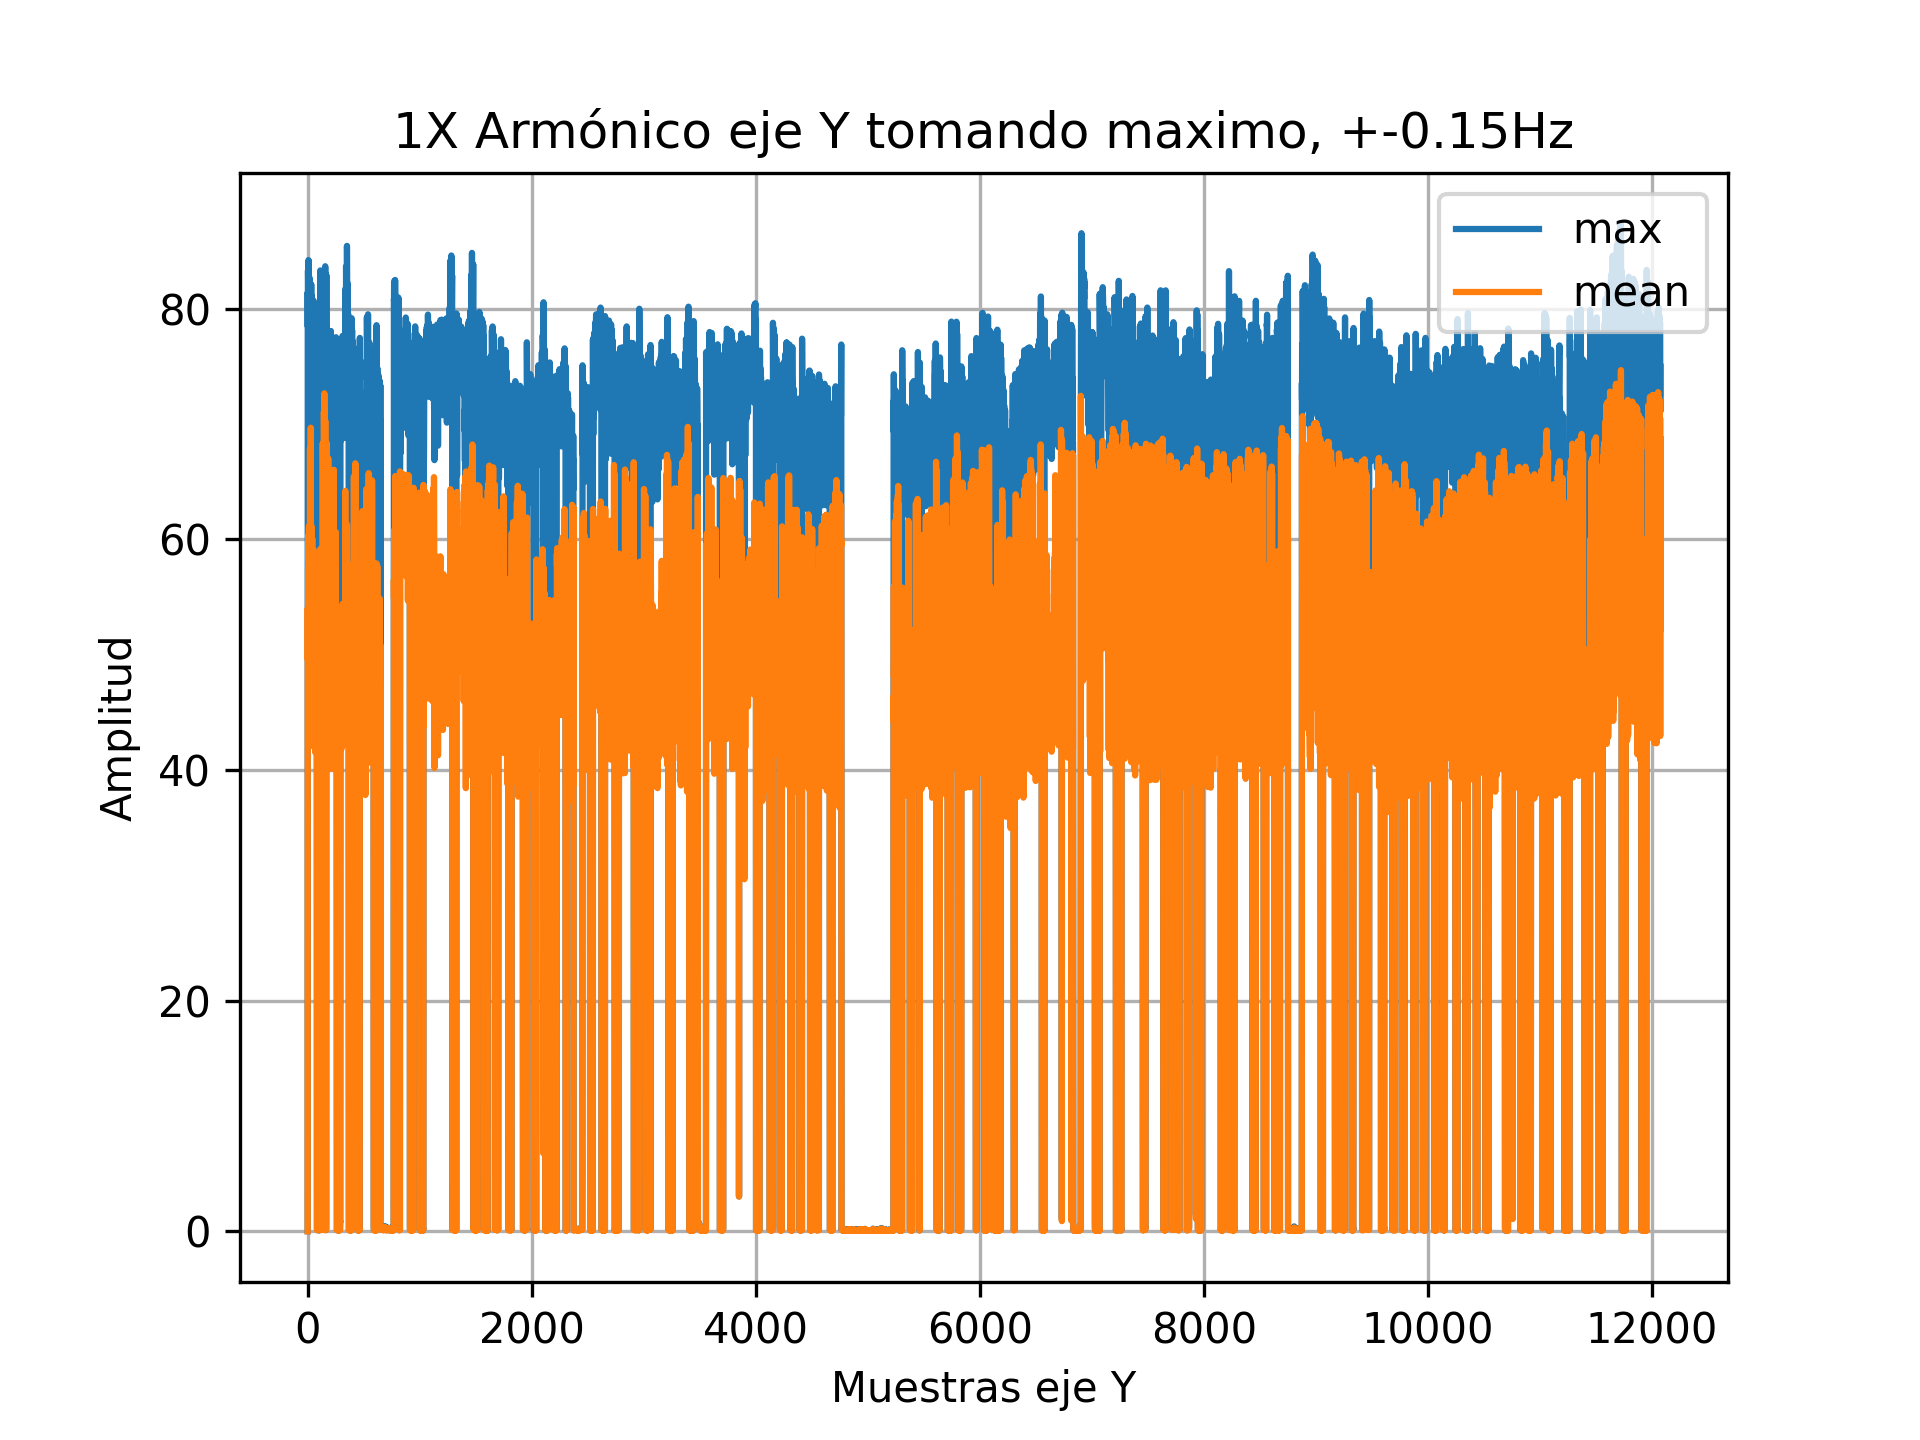 1X Armónico eje Y tomando maximo, +-0.15Hz
max
mean
Amplitud
80
60
40
20
0
0 2000 4000 6000 8000 10000 12000
Muestras eje Y